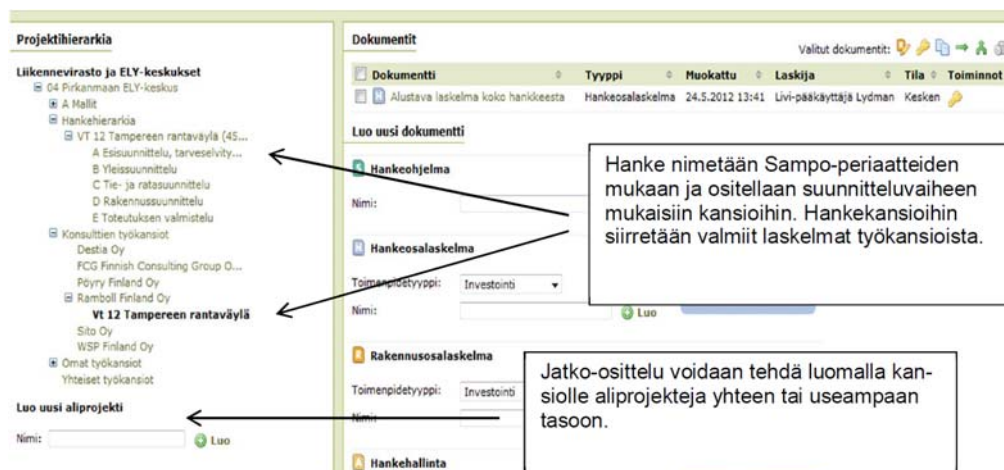 Projektihierarkia
Liikennevirasto ja ELY-keskukset
04 Pirkanmaan ELY-keskus
A Mallit
Hankehierarkia
VT 12 Tampereen rantaväylä (45...
A Esisuunnittelu, tarveselvity...
B Yleissuunnittelu
C Tie- ja ratasuunnittelu
D Rakennussuunnittelu
E Toteutuksen valmistelu
Konsulttien työkansiot
Destia Oy
FCG Finnish Consulting Group O...
Pöyry Finland Oy
Ramboll Finland Oy
Vt 12 Tampereen rantaväylä
Sito Oy
WSP Finland Oy
Omat työkansiot
Yhteiset työkansiot
Luo uusi aliprojekti
Nimi:
Luo
Dokumentit
Valitut dokumentit:
Dokumentti Tyyppi Muokattu Laskija Tila Toiminnot
H Alustava laskelma koko hankkeesta Hankeosalaskelma 24.5.2012 13:41 Livi-pääkäyttäjä Lydman Kesken
Luo uusi dokumentti
Hankeohjelma
Nimi:
H Hankeosalaskelma
Toimenpidetyyppi: Investointi
Nimi:
Luo
R Rakennusosalaskelma
Toimenpidetyyppi: Investointi
Nimi:
A Hankehallinta
Hanke nimetään Sampo-periaatteiden
mukaan ja ositellaan suunnitteluvaiheen
mukaisiin kansioihin. Hankekansioihin
siirretään valmiit laskelmat työkansioista.
Jatko-osittelu voidaan tehdä luomalla kan-
siolle aliprojekteja yhteen tai useampaan
tasoon.